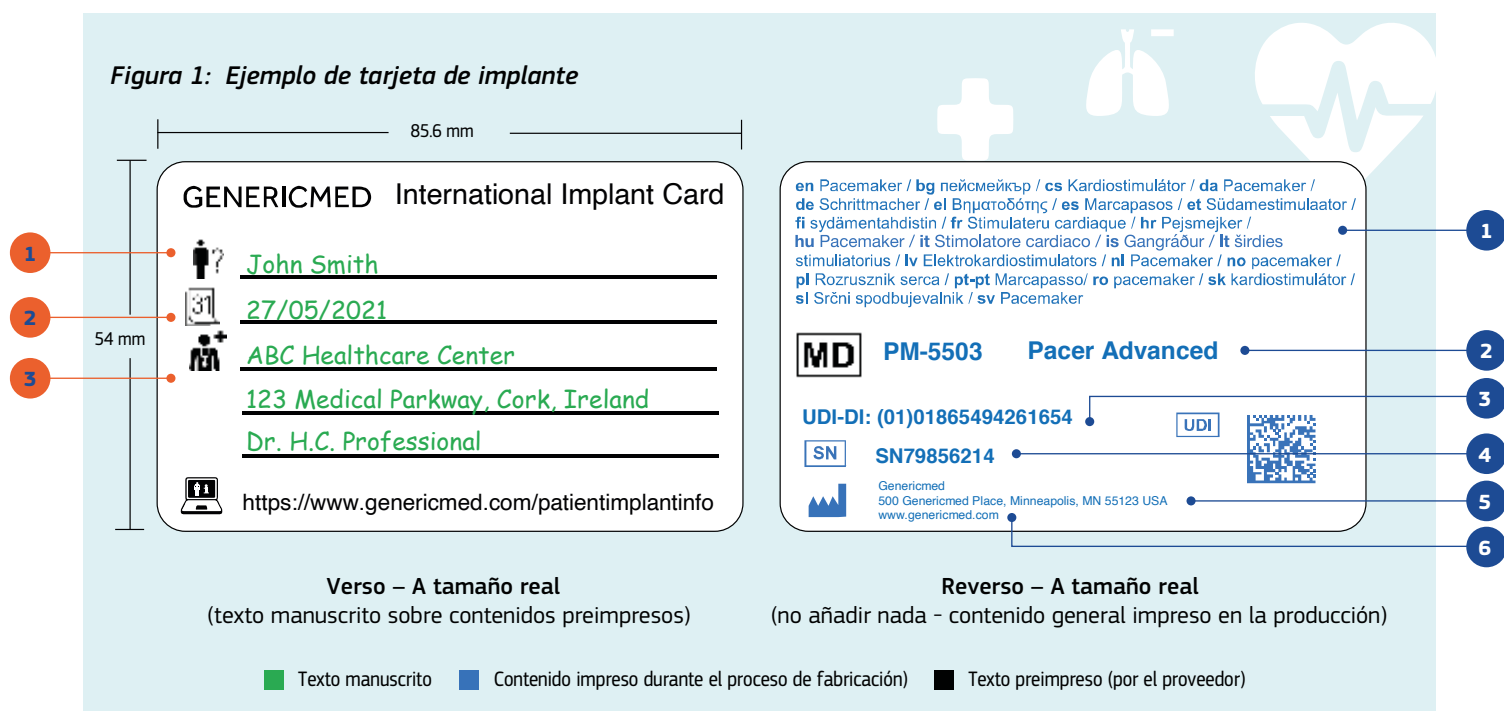 Figura 1: Ejemplo de tarjeta de implante
85.6 mm
54 mm
GENERICMED International Implant Card
1
?
John Smith
2
31
27/05/2021
3
ABC Healthcare Center
123 Medical Parkway, Cork, Ireland
Dr. H.C. Professional
https://www.genericmed.com/patientimplantinfo
en Pacemaker / bg пейсмейкър / cs Kardiostimulátor / da Pacemaker /
de Schrittmacher / el Βηματοδότης / es Marcapasos / et Südamestimulaator /
fi sydämentahdistin / fr Stimulateru cardiaque / hr Pejsmejker /
hu Pacemaker / it Stimolatore cardiaco / is Gangráður / lt širdies
stimuliatorius / lv Elektrokardiostimulators / nl Pacemaker / no pacemaker /
pl Rozrusznik serca / pt-pt Marcapasso/ ro pacemaker / sk kardiostimulátor /
sl Srčni spodbujevalnik / sv Pacemaker
1
MD PM-5503 Pacer Advanced
2
UDI-DI: (01)01865494261654
3
UDI
SN SN79856214
4
Genericmed
500 Genericmed Place, Minneapolis, MN 55123 USA
5
www.genericmed.com
6
Verso – A tamaño real
(texto manuscrito sobre contenidos preimpresos)
Reverso – A tamaño real
(no añadir nada - contenido general impreso en la producción)
Texto manuscrito
Contenido impreso durante el proceso de fabricación)
Texto preimpreso (por el proveedor)